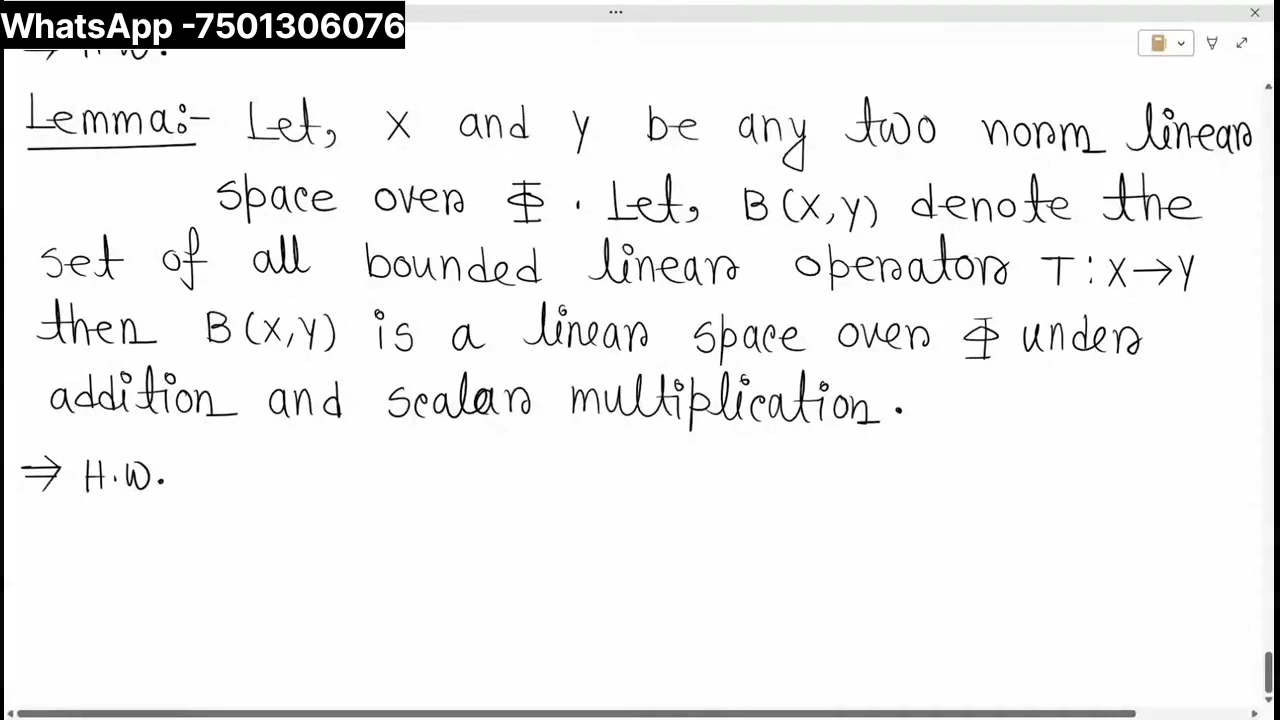 WhatsApp -7501306076
⇒ H.W.
Lemma:- Let, X and Y be any two norm linear
space over Φ. Let, B(X,Y) denote the
set of all bounded linear operator T:X→Y
then B(X,Y) is a linear space over Φ under
addition and scalar multiplication.
⇒ H.W.